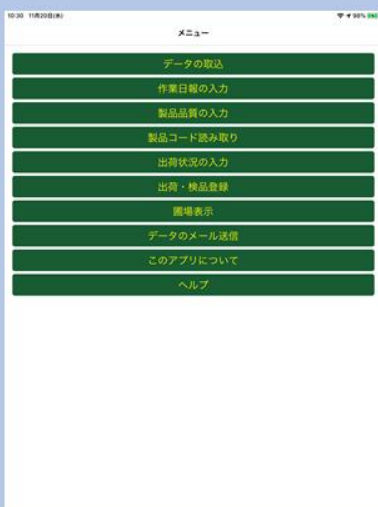 10:30 11月20日(水)
98%
メニュー
データの取込
作業日報の入力
製品品質の入力
製品コード読み取り
出荷状況の入力
出荷・検品登録
圃場表示
データのメール送信
このアプリについて
ヘルプ